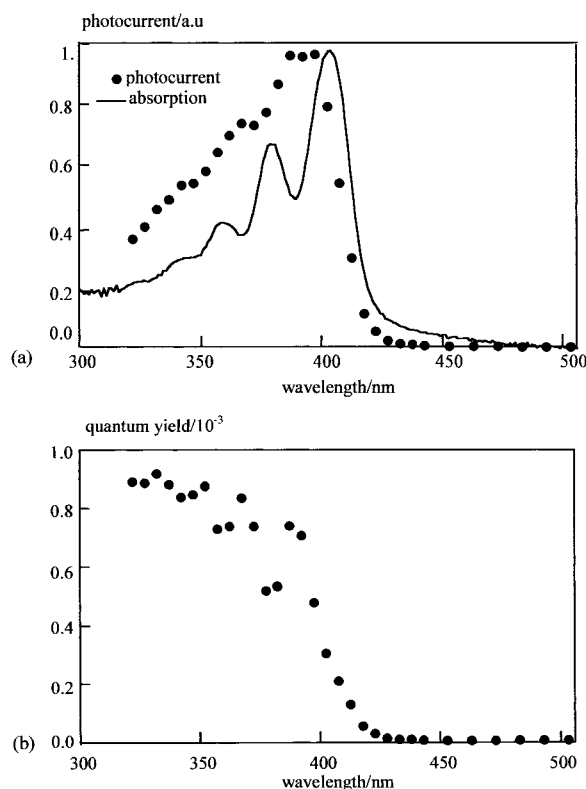 photocurrent/a.u
1.
0.8
0.6
0.4
0.2
0.0
photocurrent
absorption
(a)
300
350
400
450
500
wavelength/nm
quantum yield/10-3
1.0
0.8
0.6
0.4
0.2
0.0
(b)
300
350
400
450
500
wavelength/nm